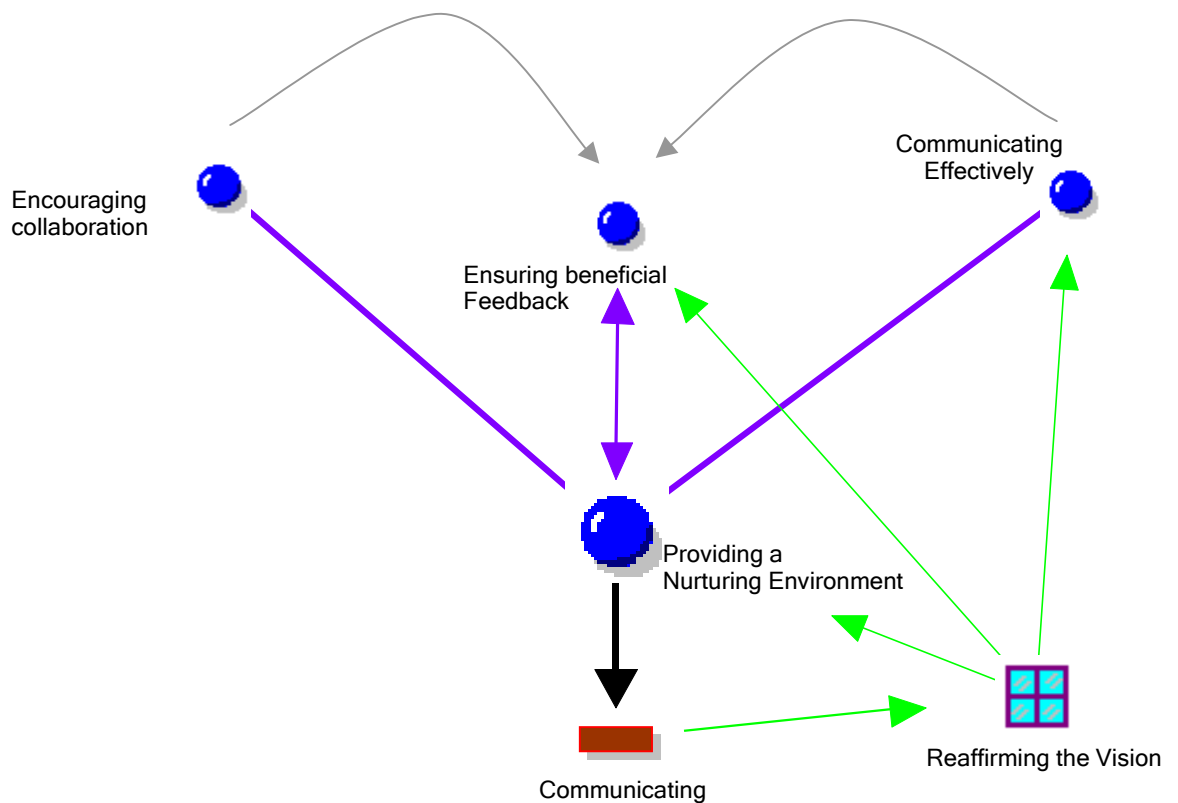 Communicating
Effectively
Encouraging
collaboration
Ensuring beneficial
Feedback
Providing a
Nurturing Environment
Reaffirming the Vision
Communicating